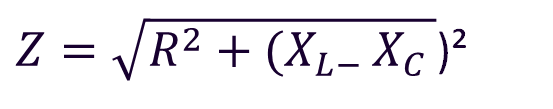 Z = √R² + (X_L− X_C)²